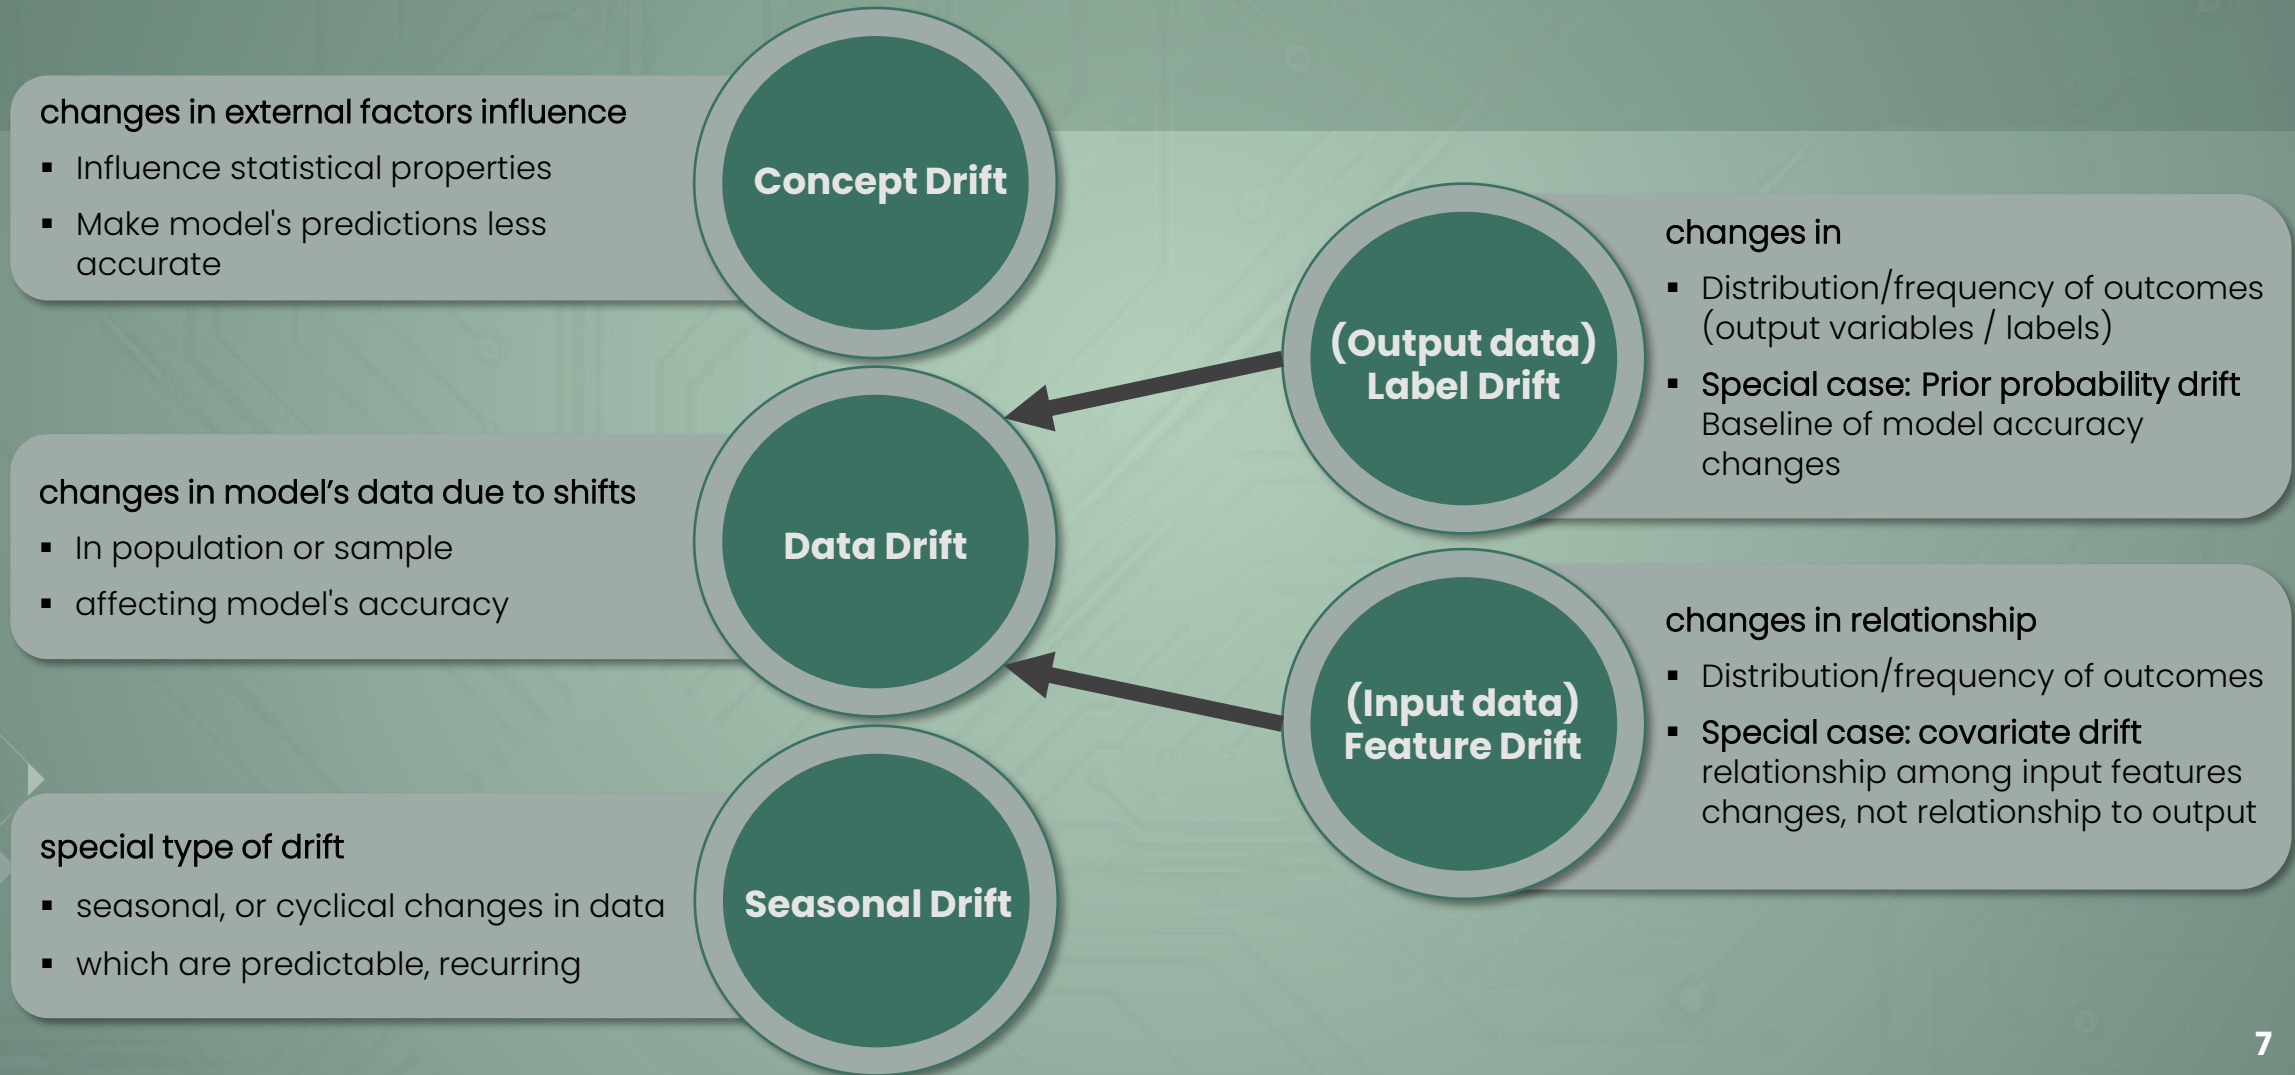 changes in external factors influence
▪ Influence statistical properties
▪ Make model's predictions less
accurate
Concept Drift
changes in model’s data due to shifts
▪ In population or sample
▪ affecting model's accuracy
Data Drift
special type of drift
▪ seasonal, or cyclical changes in data
▪ which are predictable, recurring
Seasonal Drift
(Output data)
Label Drift
changes in
▪ Distribution/frequency of outcomes
(output variables / labels)
▪ Special case: Prior probability drift
Baseline of model accuracy
changes
(Input data)
Feature Drift
changes in relationship
▪ Distribution/frequency of outcomes
▪ Special case: covariate drift
relationship among input features
changes, not relationship to output
7